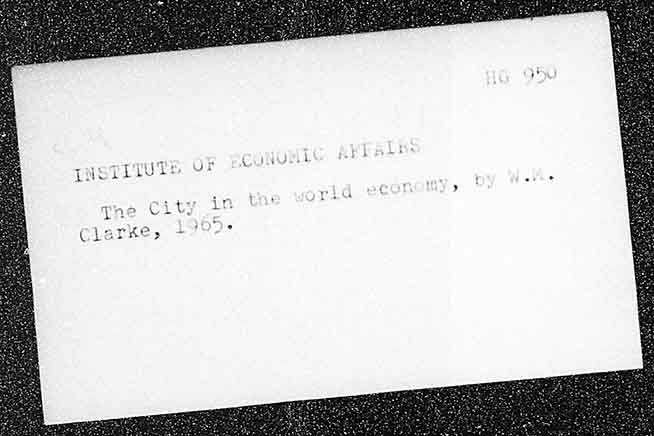 HG 950
INSTITUTE OF ECONOMIC AFFAIRS
The City in the world economy, by W.M.
Clarke, 1965.